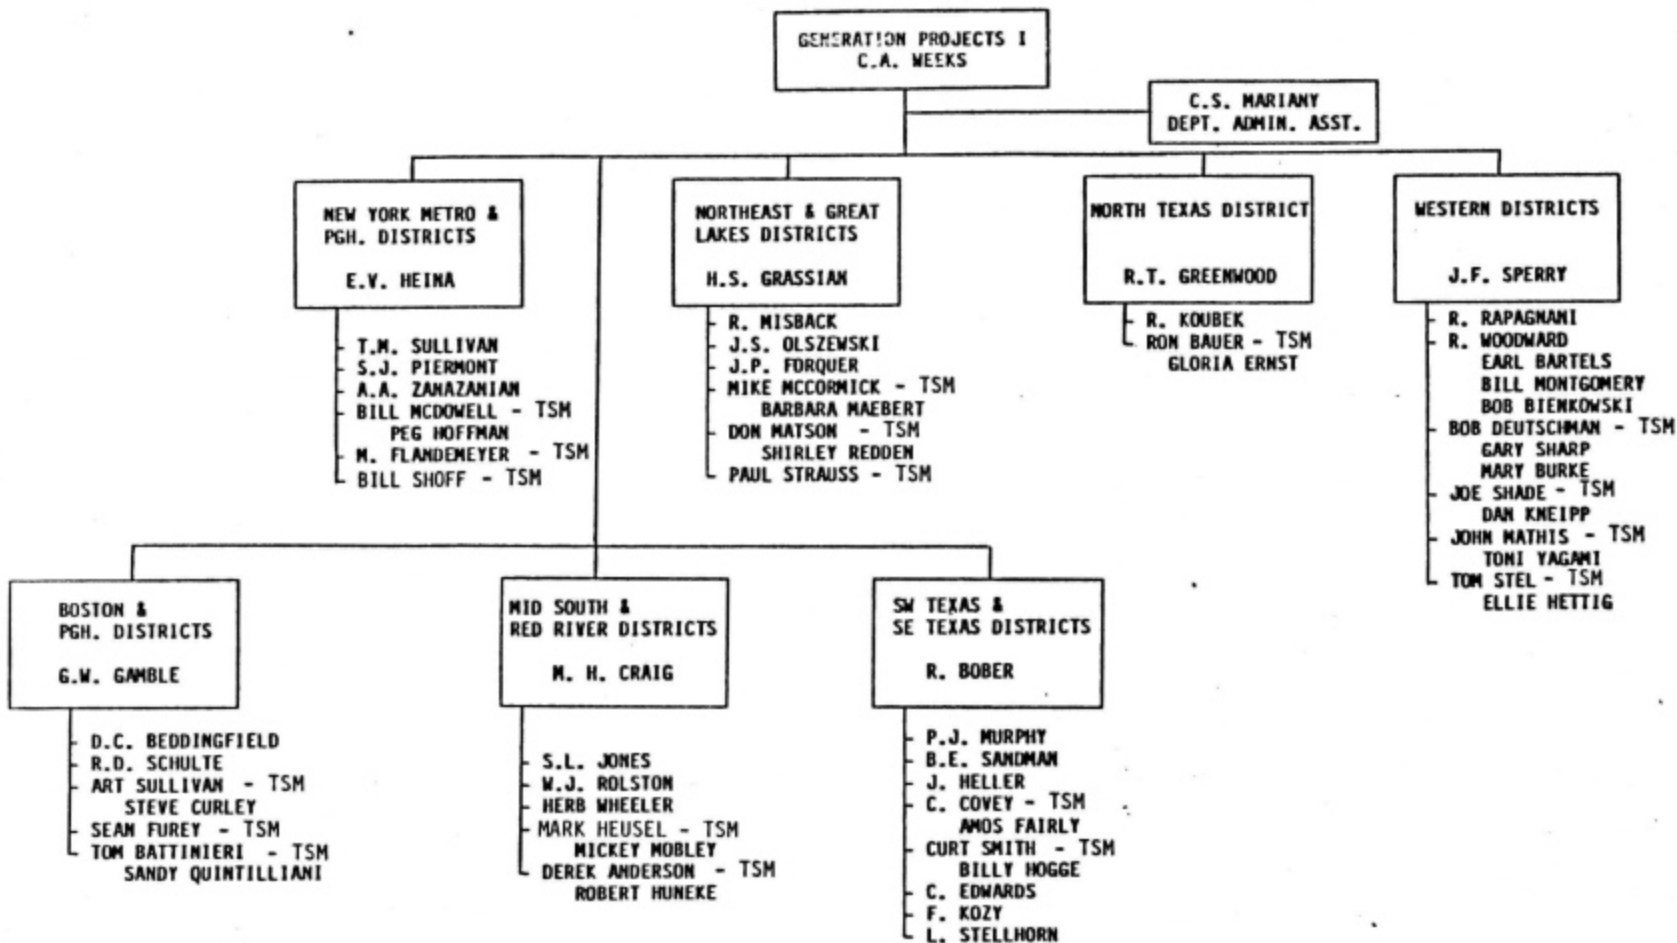 GENERATION PROJECTS I
C.A. WEEKS
C.S. MARIANY
DEPT. ADMIN. ASST.
NEW YORK METRO &
PGH. DISTRICTS
E.V. HEINA
T.M. SULLIVAN
S.J. PIERMONT
A.A. ZANAZANIAN
BILL MCDOWELL - TSM
PEG HOFFMAN
M. FLANDEMEYER - TSM
BILL SHOFF - TSM
NORTHEAST & GREAT
LAKES DISTRICTS
H.S. GRASSIAN
R. MISBACK
J.S. OLSZEWSKI
J.P. FORQUER
MIKE MCCORMICK - TSM
BARBARA MAEBERT
DON MATSON - TSM
SHIRLEY REDDEN
PAUL STRAUSS - TSM
NORTH TEXAS DISTRICT
R.T. GREENWOOD
R. KOUBEK
RON BAUER - TSM
GLORIA ERNST
WESTERN DISTRICTS
J.F. SPERRY
R. RAPAGNANI
R. WOODWARD
EARL BARTELS
BILL MONTGOMERY
BOB BIENKOWSKI
BOB DEUTSCHMAN - TSM
GARY SHARP
MARY BURKE
JOE SHADE - TSM
DAN KNEIPP
JOHN MATHIS - TSM
TONI YAGAMI
TOM STEL - TSM
ELLIE HETTIG
BOSTON &
PGH. DISTRICTS
G.W. GAMBLE
D.C. BEDDINGFIELD
R.D. SCHULTE
ART SULLIVAN - TSM
STEVE CURLEY
SEAN FUREY - TSM
TOM BATTINIERI - TSM
SANDY QUINTILLIANI
MID SOUTH &
RED RIVER DISTRICTS
M. H. CRAIG
S.L. JONES
W.J. ROLSTON
HERB WHEELER
MARK HEUSEL - TSM
MICKEY MOBLEY
DEREK ANDERSON - TSM
ROBERT HUNEKE
SW TEXAS &
SE TEXAS DISTRICTS
R. BOBER
P.J. MURPHY
B.E. SANDMAN
J. HELLER
C. COVEY - TSM
AMOS FAIRLY
CURT SMITH - TSM
BILLY HOGGE
C. EDWARDS
F. KOZY
L. STELLHORN